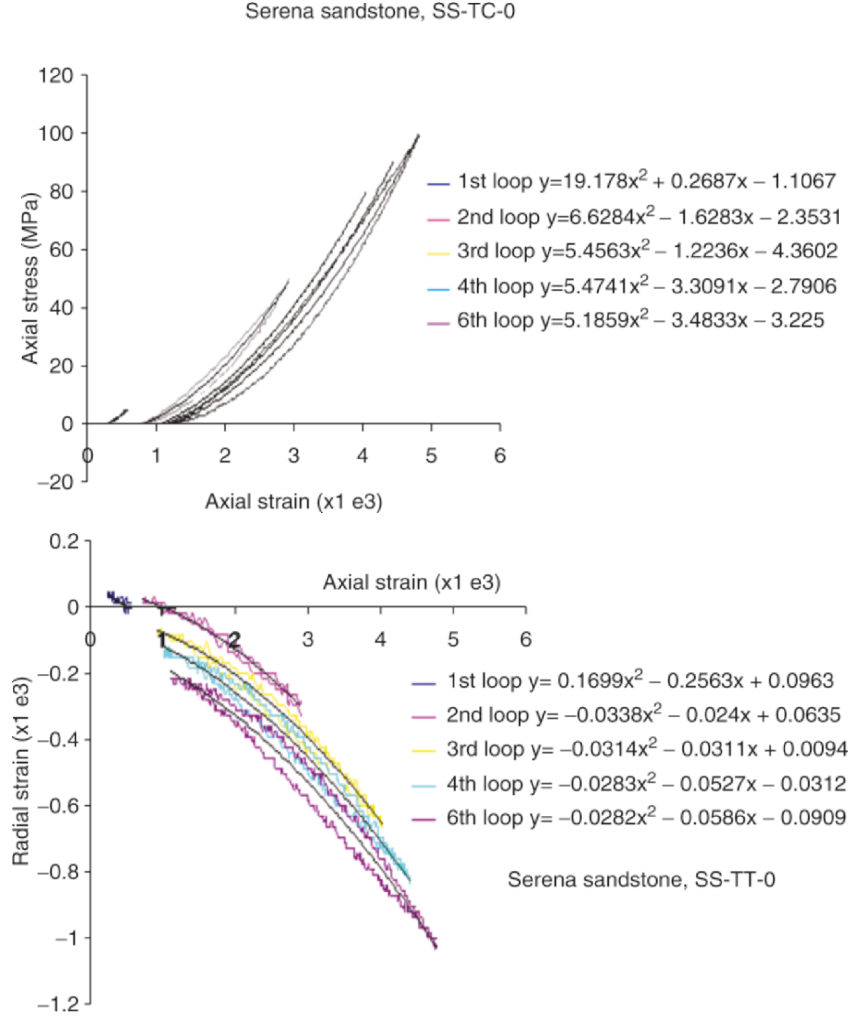 Serena sandstone, SS-TC-0
120
100
80
60
40
20
0
−20
0 1 2 3 4 5 6
Axial stress (MPa)
Axial strain (x1 e3)
1st loop y=19.178x² + 0.2687x − 1.1067
2nd loop y=6.6284x² − 1.6283x − 2.3531
3rd loop y=5.4563x² − 1.2236x − 4.3602
4th loop y=5.4741x² − 3.3091x − 2.7906
6th loop y=5.1859x² − 3.4833x − 3.225
0.2
0
−0.2
−0.4
−0.6
−0.8
−1
−1.2
Axial strain (x1 e3)
0 1 2 3 4 5 6
Radial strain (x1 e3)
1st loop y= 0.1699x² − 0.2563x + 0.0963
2nd loop y= −0.0338x² − 0.024x + 0.0635
3rd loop y= −0.0314x² − 0.0311x + 0.0094
4th loop y= −0.0283x² − 0.0527x − 0.0312
6th loop y= −0.0282x² − 0.0586x − 0.0909
Serena sandstone, SS-TT-0